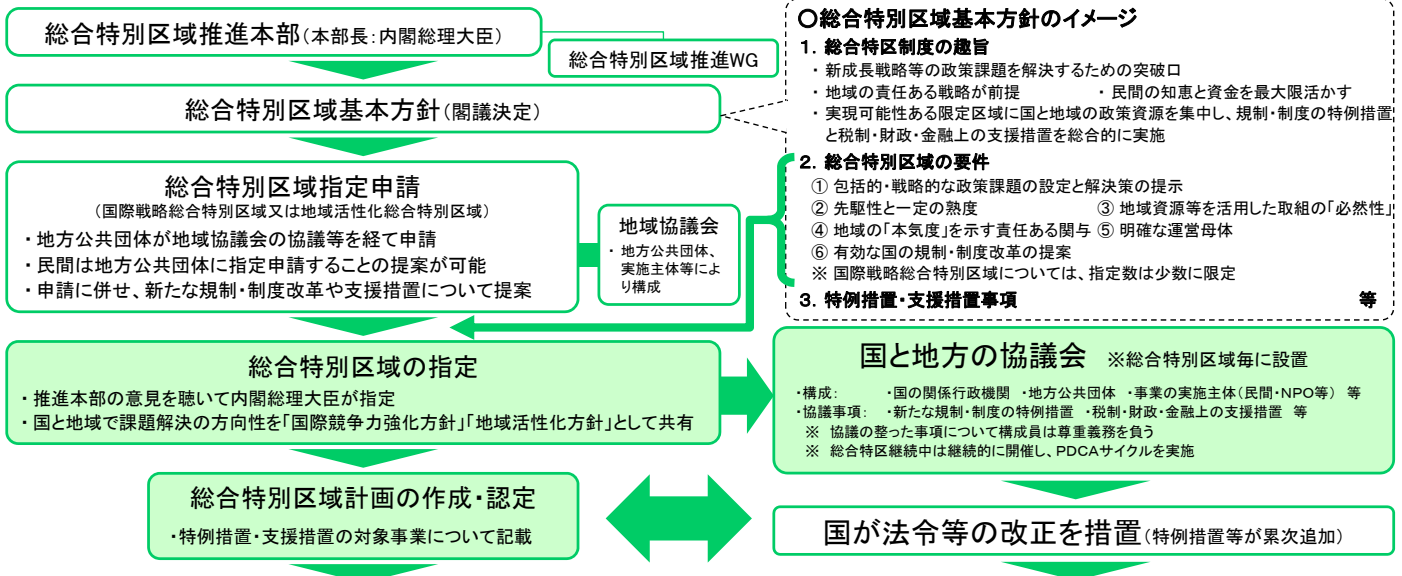 総合特別区域推進本部(本部長:内閣総理大臣)
総合特別区域推進WG
総合特別区域基本方針(閣議決定)
総合特別区域指定申請
(国際戦略総合特別区域又は地域活性化総合特別区域)
・地方公共団体が地域協議会の協議等を経て申請
・民間は地方公共団体に指定申請することの提案が可能
・申請に併せ、新たな規制・制度改革や支援措置について提案
地域協議会
・ 地方公共団体、
実施主体等によ
り構成
〇総合特別区域基本方針のイメージ
1. 総合特区制度の趣旨
・ 新成長戦略等の政策課題を解決するための突破口
・ 地域の責任ある戦略が前提 ・ 民間の知恵と資金を最大限活かす
・ 実現可能性ある限定区域に国と地域の政策資源を集中し、規制・制度の特例措置
と税制・財政・金融上の支援措置を総合的に実施
2. 総合特別区域の要件
① 包括的・戦略的な政策課題の設定と解決策の提示
② 先駆性と一定の熟度 ③ 地域資源等を活用した取組の「必然性」
④ 地域の「本気度」を示す責任ある関与 ⑤ 明確な運営母体
⑥ 有効な国の規制・制度改革の提案
※ 国際戦略総合特別区域については、指定数は少数に限定
3. 特例措置・支援措置事項 等
総合特別区域の指定
・推進本部の意見を聴いて内閣総理大臣が指定
・国と地域で課題解決の方向性を「国際競争力強化方針」「地域活性化方針」として共有
国と地方の協議会 ※総合特別区域毎に設置
・構成: ・国の関係行政機関 ・地方公共団体 ・事業の実施主体(民間・NPO等) 等
・協議事項: ・新たな規制・制度の特例措置 ・税制・財政・金融上の支援措置 等
※ 協議の整った事項について構成員は尊重義務を負う
※ 総合特区継続中は継続的に開催し、PDCAサイクルを実施
総合特別区域計画の作成・認定
・特例措置・支援措置の対象事業について記載
国が法令等の改正を措置(特例措置等が累次追加)